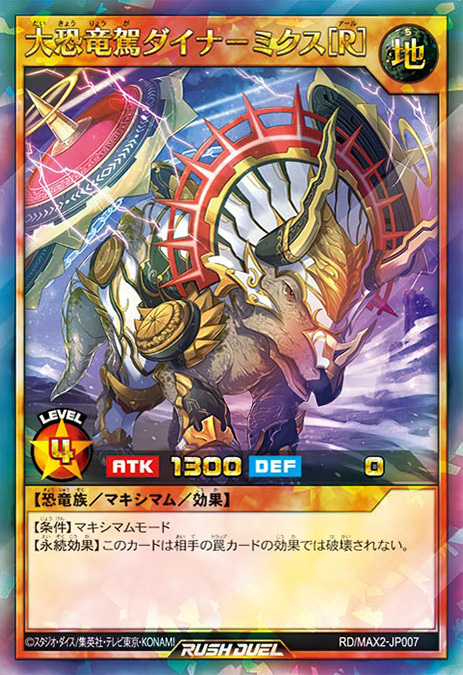 大恐竜駕ダイナーミクス[R]
地
LEVEL
4
ATK 1300 DEF 0
【恐竜族/マキシマム/効果】
【条件】マキシマムモード
【永続効果】このカードは相手の罠カードの効果では破壊されない。
©スタジオ・ダイス/集英社・テレビ東京・KONAMI
RUSH DUEL
RD/MAX2-JP007